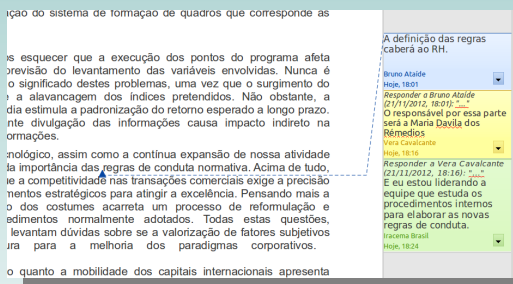 ação do sistema de formação de quadros que corresponde às
os esquecer que a execução dos pontos do programa afeta
previsão do levantamento das variáveis envolvidas. Nunca é
o significado destes problemas, uma vez que o surgimento do
e a alavancagem dos índices pretendidos. Não obstante, a
dia estimula a padronização do retorno esperado a longo prazo.
ante divulgação das informações causa impacto indireto na
ormações.
cnológico, assim como a contínua expansão de nossa atividade
da importância das regras de conduta normativa. Acima de tudo,
ue a competitividade nas transações comerciais exige a precisão
mentos estratégicos para atingir a excelência. Pensando mais a
o dos costumes acarreta um processo de reformulação e
edimentos normalmente adotados. Todas estas questões,
levantam dúvidas sobre se a valorização de fatores subjetivos
ura para a melhoria dos paradigmas corporativos.
o quanto a mobilidade dos capitais internacionais apresenta
A definição das regras
caberá ao RH.
Bruno Ataíde
Hoje, 18:01
Responder a Bruno Ataíde
(21/11/2012, 18:01): "..."
O responsável por essa parte
será a Maria Davila dos
Rémedios
Vera Cavalcante
Hoje, 18:16
Responder a Vera Cavalcante
(21/11/2012, 18:16): "..."
E eu estou liderando a
equipe que estuda os
procedimentos internos
para elaborar as novas
regras de conduta.
Iracema Brasil
Hoje, 18:24